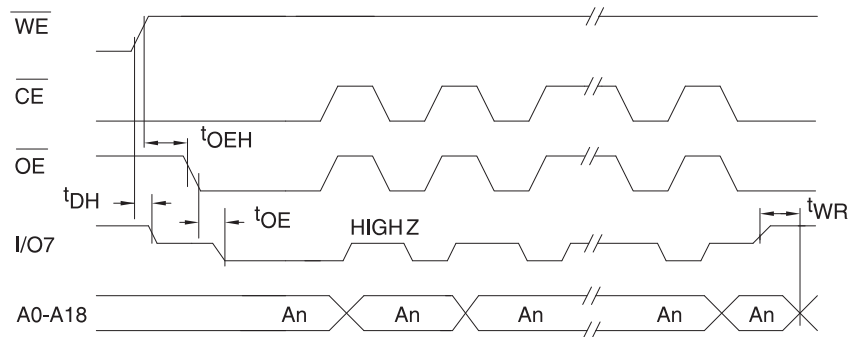 WE
CE
tOEH
OE
tDH
tOE
tWR
I/O7
HIGH Z
A0-A18
An An An An An